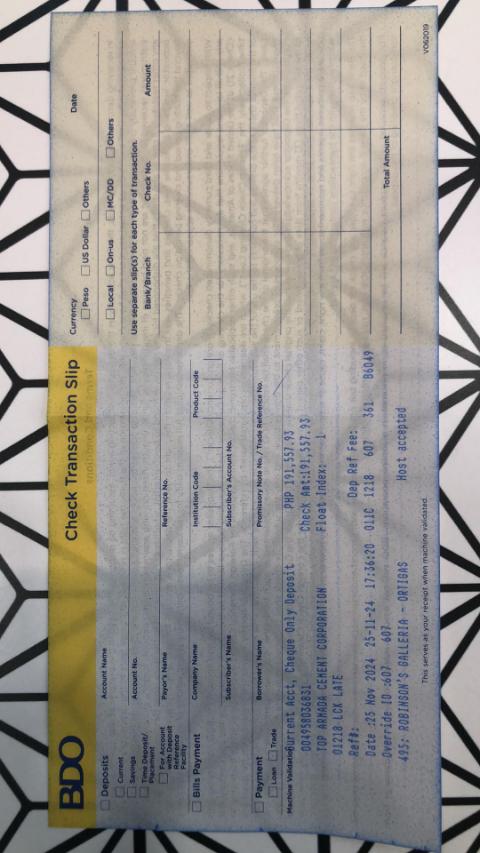 BDO
Check Transaction Slip
Deposits
Current
Savings
Time Deposit/
Placement
For Account
with Deposit
Reference
Facility
Account Name
Account No.
Payor's Name
Reference No.
Bills Payment
Company Name
Institution Code
Product Code
Subscriber's Name
Subscriber's Account No.
Payment
Loan
Trade
Borrower's Name
Promissory Note No. / Trade Reference No.
Currency
Date
Peso
US Dollar
Others
Local
On-us
MC/DD
Others
Use separate slip(s) for each type of transaction.
Bank/Branch
Check No.
Amount
Total Amount
Machine Validation
Current Acct,Cheque Only Deposit PHP 191,557.93
004958036831 Check Amt:191,557.93
TOP ARMADA CEMENT CORPORATION Float Index: 1
01218 LCK LATE
Ref#: Dep Ref Fee:
Date :25 Nov 2024 25-11-24 17:36:20 011C 1218 607 361 B6049
Override ID :607 607
495: ROBINSON'S GALLERIA - ORTIGAS Host accepted
This serves as your receipt when machine validated.
V062019